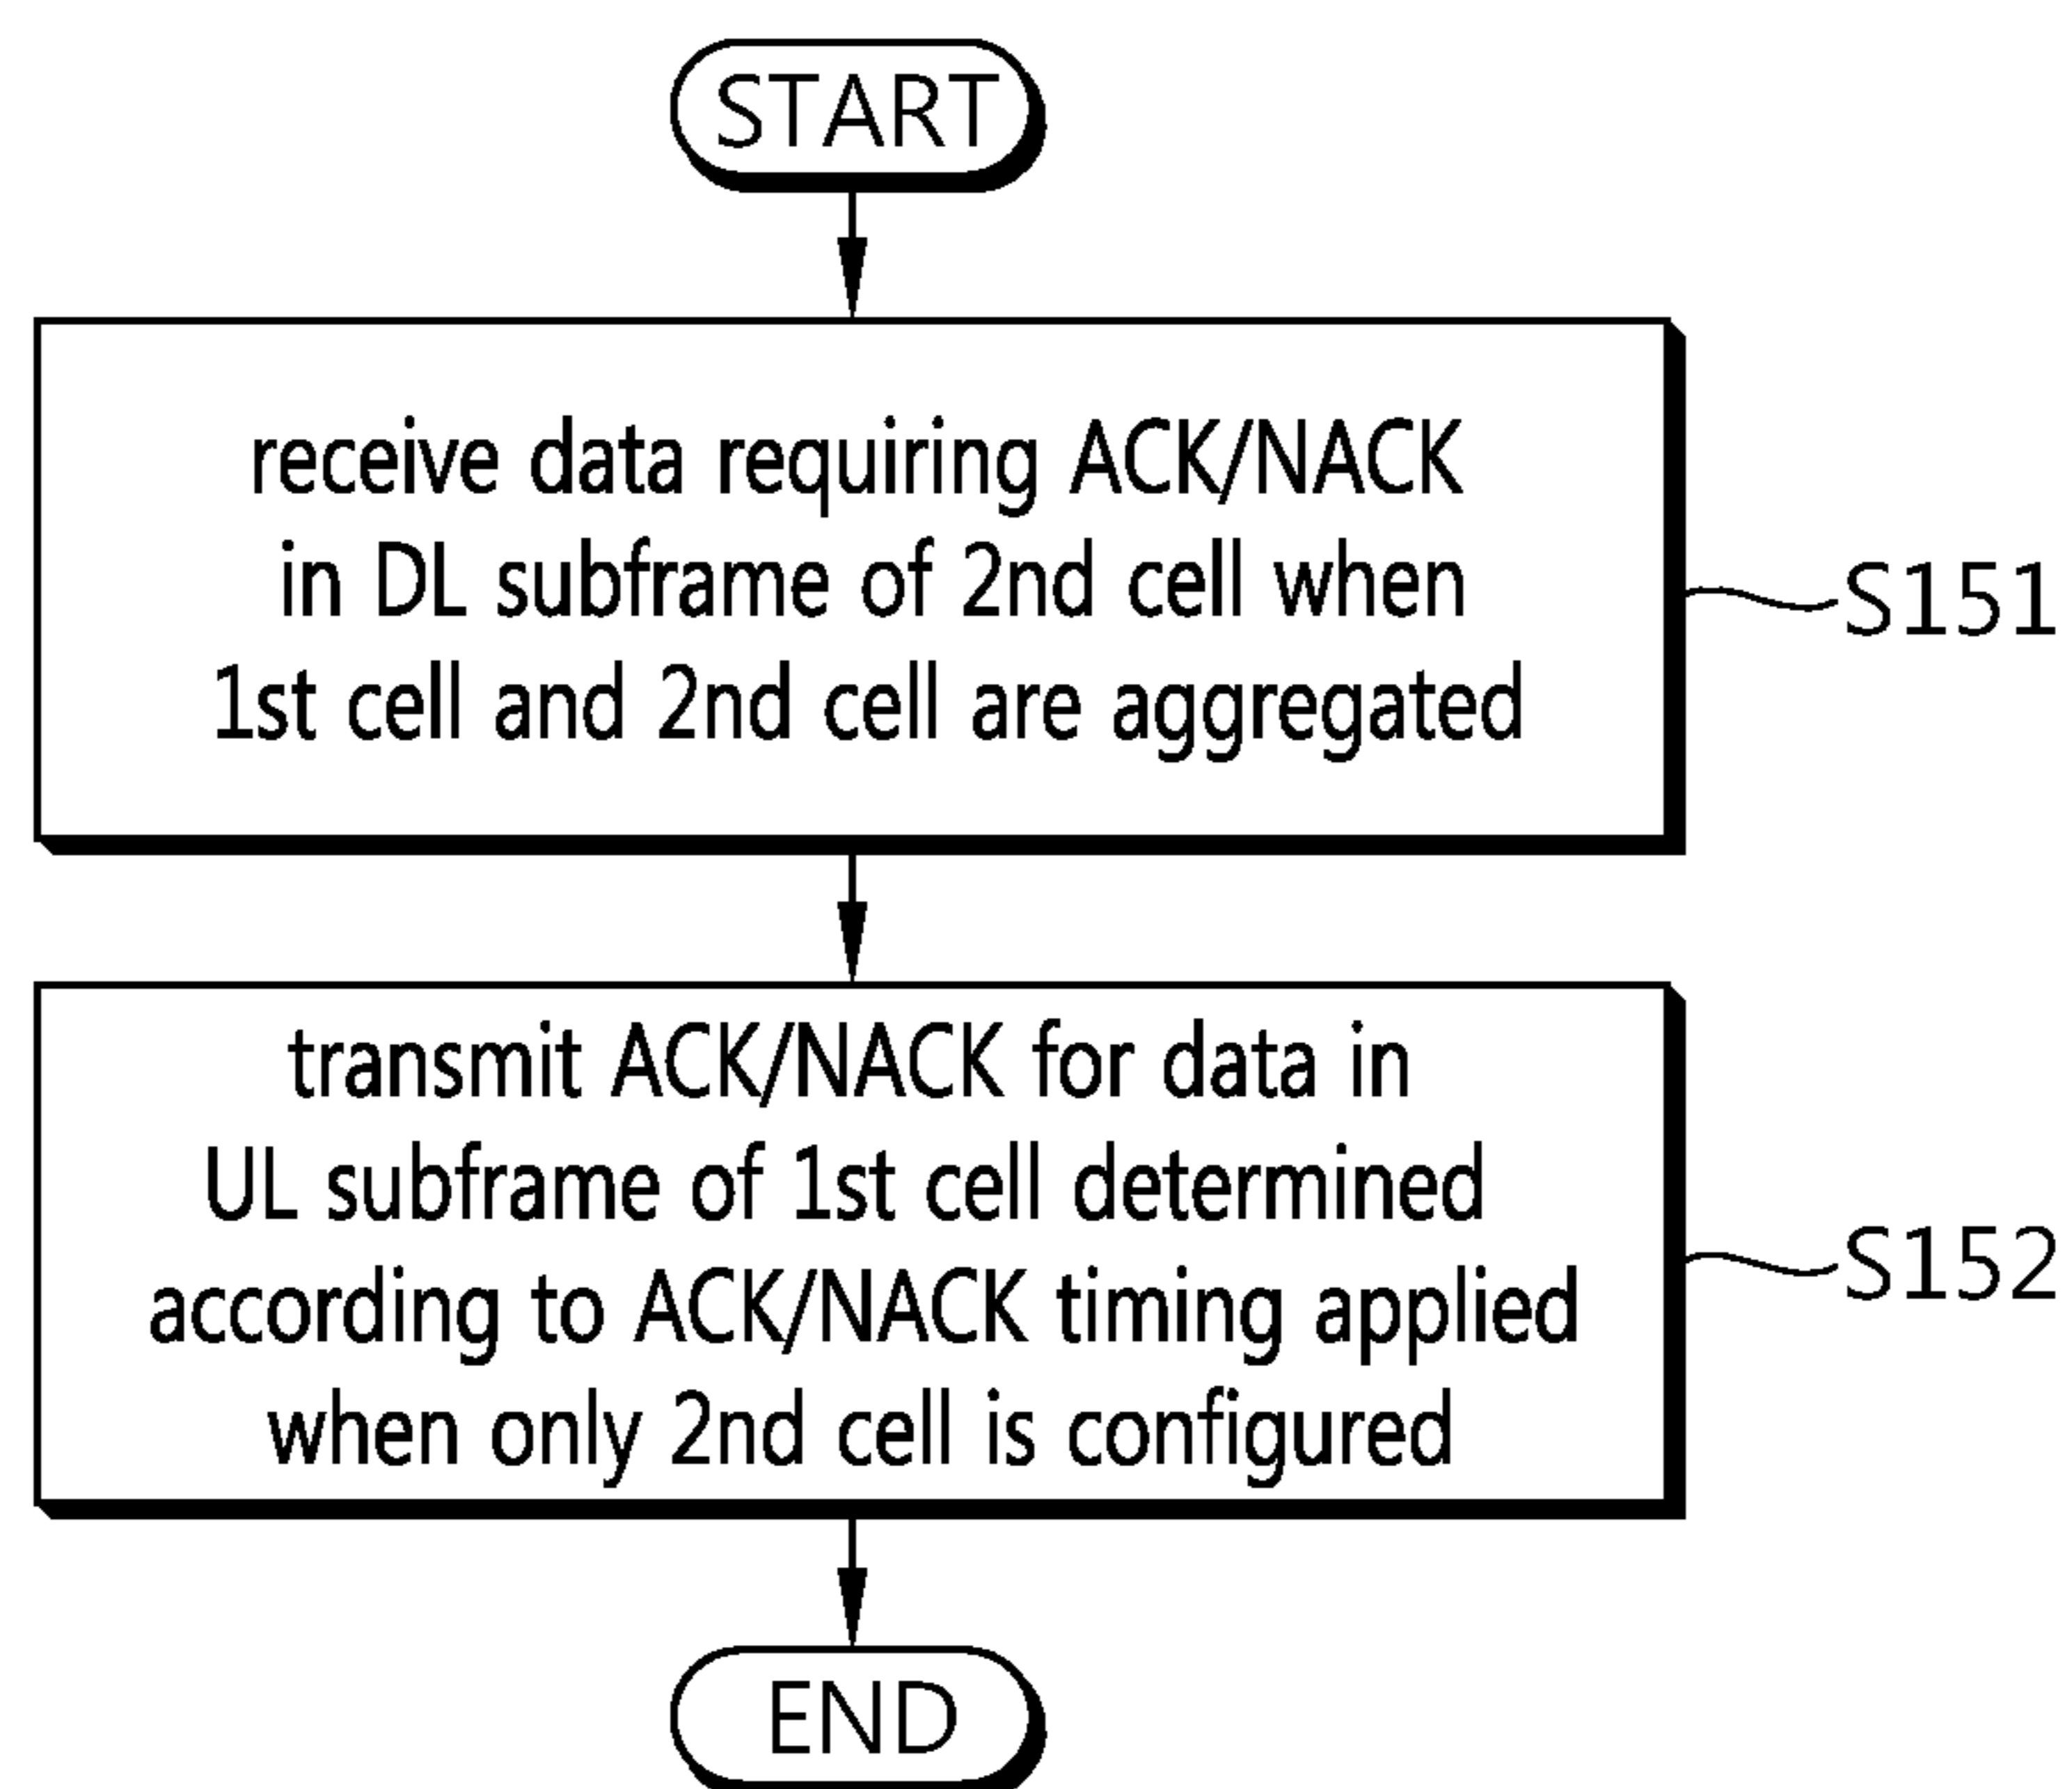 START
receive data requiring ACK/NACK
in DL subframe of 2nd cell when
1st cell and 2nd cell are aggregated
S151
transmit ACK/NACK for data in
UL subframe of 1st cell determined
according to ACK/NACK timing applied
when only 2nd cell is configured
S152
END